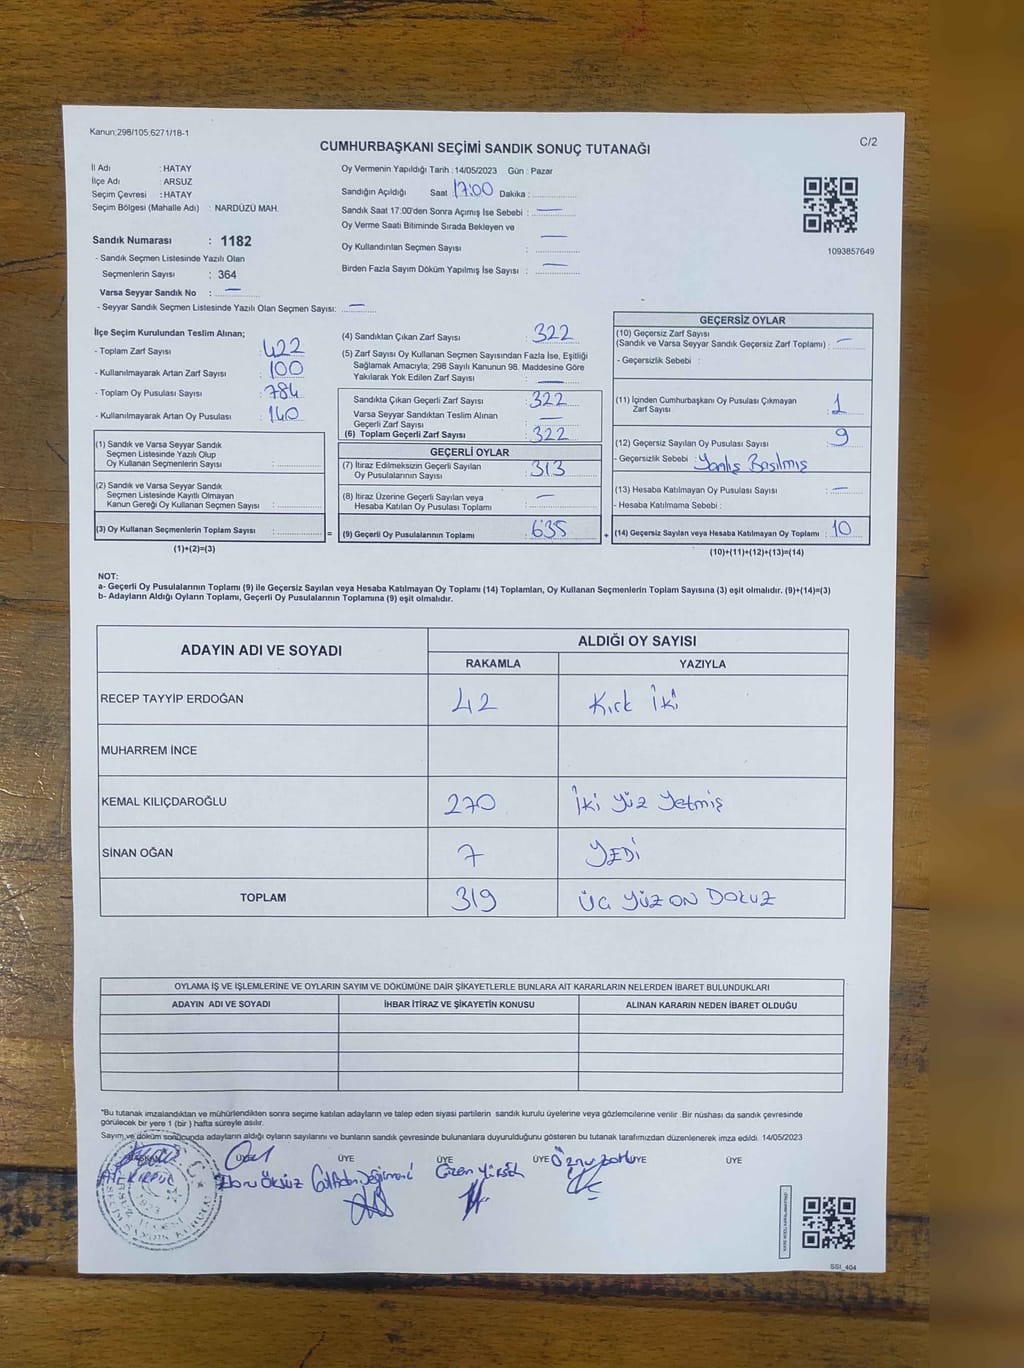 Kanun:298/105,6271/18-1
C/2
CUMHURBAŞKANI SEÇİMİ SANDIK SONUÇ TUTANAĞI
İl Adı : HATAY
İlçe Adı : ARSUZ
Seçim Çevresi : HATAY
Seçim Bölgesi (Mahalle Adı) : NARDÜZÜ MAH.
Oy Vermenin Yapıldığı Tarih : 14/05/2023 Gün : Pazar
Sandığın Açıldığı Saat 17:00 Dakika :
Sandık Saat 17:00'den Sonra Açımış İse Sebebi : —
Oy Verme Saati Bitiminde Sırada Bekleyen ve —
Oy Kullandırılan Seçmen Sayısı :
Birden Fazla Sayım Döküm Yapılmış İse Sayısı : —
1093857649
Sandık Numarası : 1182
- Sandık Seçmen Listesinde Yazılı Olan
Seçmenlerin Sayısı : 364
Varsa Seyyar Sandık No : —
- Seyyar Sandık Seçmen Listesinde Yazılı Olan Seçmen Sayısı: —
İlçe Seçim Kurulundan Teslim Alınan;
- Toplam Zarf Sayısı : 422
- Kullanılmayarak Artan Zarf Sayısı : 100
- Toplam Oy Pusulası Sayısı : 784
- Kullanılmayarak Artan Oy Pusulası : 140
(1) Sandık ve Varsa Seyyar Sandık
Seçmen Listesinde Yazılı Olup
Oy Kullanan Seçmenlerin Sayısı :
(2) Sandık ve Varsa Seyyar Sandık
Seçmen Listesinde Kayıtlı Olmayan
Kanun Gereği Oy Kullanan Seçmen Sayısı :
(3) Oy Kullanan Seçmenlerin Toplam Sayısı : =
(1)+(2)=(3)
(4) Sandıktan Çıkan Zarf Sayısı : 322
(5) Zarf Sayısı Oy Kullanan Seçmen Sayısından Fazla İse, Eşitliği
Sağlamak Amacıyla; 298 Sayılı Kanunun 98. Maddesine Göre
Yakılarak Yok Edilen Zarf Sayısı : —
Sandıkta Çıkan Geçerli Zarf Sayısı : 322
Varsa Seyyar Sandıktan Teslim Alınan
Geçerli Zarf Sayısı : —
(6) Toplam Geçerli Zarf Sayısı : 322
GEÇERLİ OYLAR
(7) İtiraz Edilmeksizin Geçerli Sayılan
Oy Pusulalarının Sayısı : 313
(8) İtiraz Üzerine Geçerli Sayılan veya
Hesaba Katılan Oy Pusulası Toplamı : —
(9) Geçerli Oy Pusulalarının Toplamı : 635 +
GEÇERSİZ OYLAR
(10) Geçersiz Zarf Sayısı
(Sandık ve Varsa Seyyar Sandık Geçersiz Zarf Toplamı) : —
- Geçersizlik Sebebi :
(11) İçinden Cumhurbaşkanı Oy Pusulası Çıkmayan
Zarf Sayısı : 1
(12) Geçersiz Sayılan Oy Pusulası Sayısı : 9
- Geçersizlik Sebebi : Yanlış Basılmış
(13) Hesaba Katılmayan Oy Pusulası Sayısı : —
- Hesaba Katılmama Sebebi :
(14) Geçersiz Sayılan veya Hesaba Katılmayan Oy Toplamı : 10
(10)+(11)+(12)+(13)=(14)
NOT:
a- Geçerli Oy Pusulalarının Toplamı (9) ile Geçersiz Sayılan veya Hesaba Katılmayan Oy Toplamı (14) Toplamları, Oy Kullanan Seçmenlerin Toplam Sayısına (3) eşit olmalıdır. (9)+(14)=(3)
b- Adayların Aldığı Oyların Toplamı, Geçerli Oy Pusulalarının Toplamına (9) eşit olmalıdır.
ADAYIN ADI VE SOYADI
ALDIĞI OY SAYISI
RAKAMLA YAZIYLA
RECEP TAYYİP ERDOĞAN 42 Kırk İki
MUHARREM İNCE
KEMAL KILIÇDAROĞLU 270 İki yüz yetmiş
SİNAN OĞAN 7 YEDİ
TOPLAM 319 ÜÇ YÜZ ON DOKUZ
OYLAMA İŞ VE İŞLEMLERİNE VE OYLARIN SAYIM VE DÖKÜMÜNE DAİR ŞİKAYETLERLE BUNLARA AİT KARARLARIN NELERDEN İBARET BULUNDUKLARI
ADAYIN ADI VE SOYADI İHBAR İTİRAZ VE ŞİKAYETİN KONUSU ALINAN KARARIN NEDEN İBARET OLDUĞU
*Bu tutanak imzalandıktan ve mühürlendikten sonra seçime katılan adayların ve talep eden siyasi partilerin sandık kurulu üyelerine veya gözlemcilerine verilir .Bir nüshası da sandık çevresinde
görülecek bir yere 1 (bir) hafta süreyle asılır.
Sayım ve döküm sonucunda adayların aldığı oyların sayılarını ve bunların sandık çevresinde bulunanlara duyurulduğunu gösteren bu tutanak tarafımızdan düzenlenerek imza edildi. 14/05/2023
ÜYE ÜYE ÜYE ÜYE ÜYE ÜYE
Ebru Öksüz
SSI_404